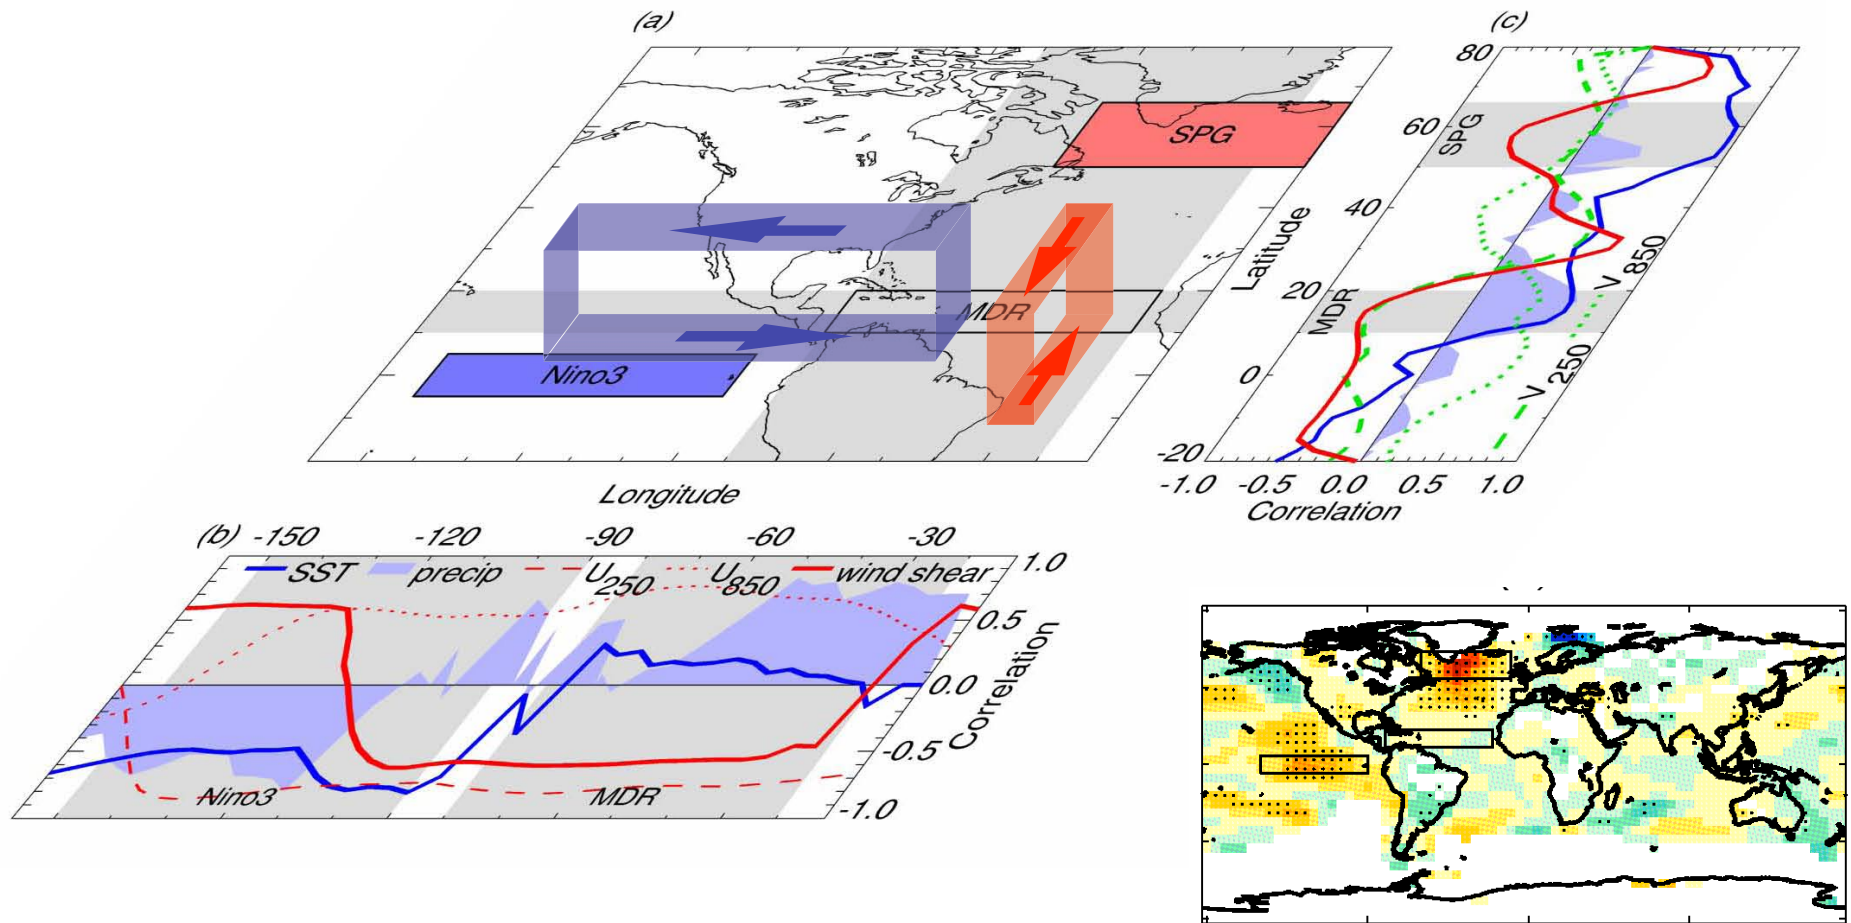 (a)
SPG
MDR
Nino3
Longitude
Latitude
(c)
80
60
40
20
0
-20
SPG
MDR
V 850
V 250
-1.0 -0.5 0.0 0.5 1.0
Correlation
(b) -150 -120 -90 -60 -30
SST precip U250 U850 wind shear
1.0
0.5
0.0
-0.5
-1.0
Correlation
Nino3 MDR